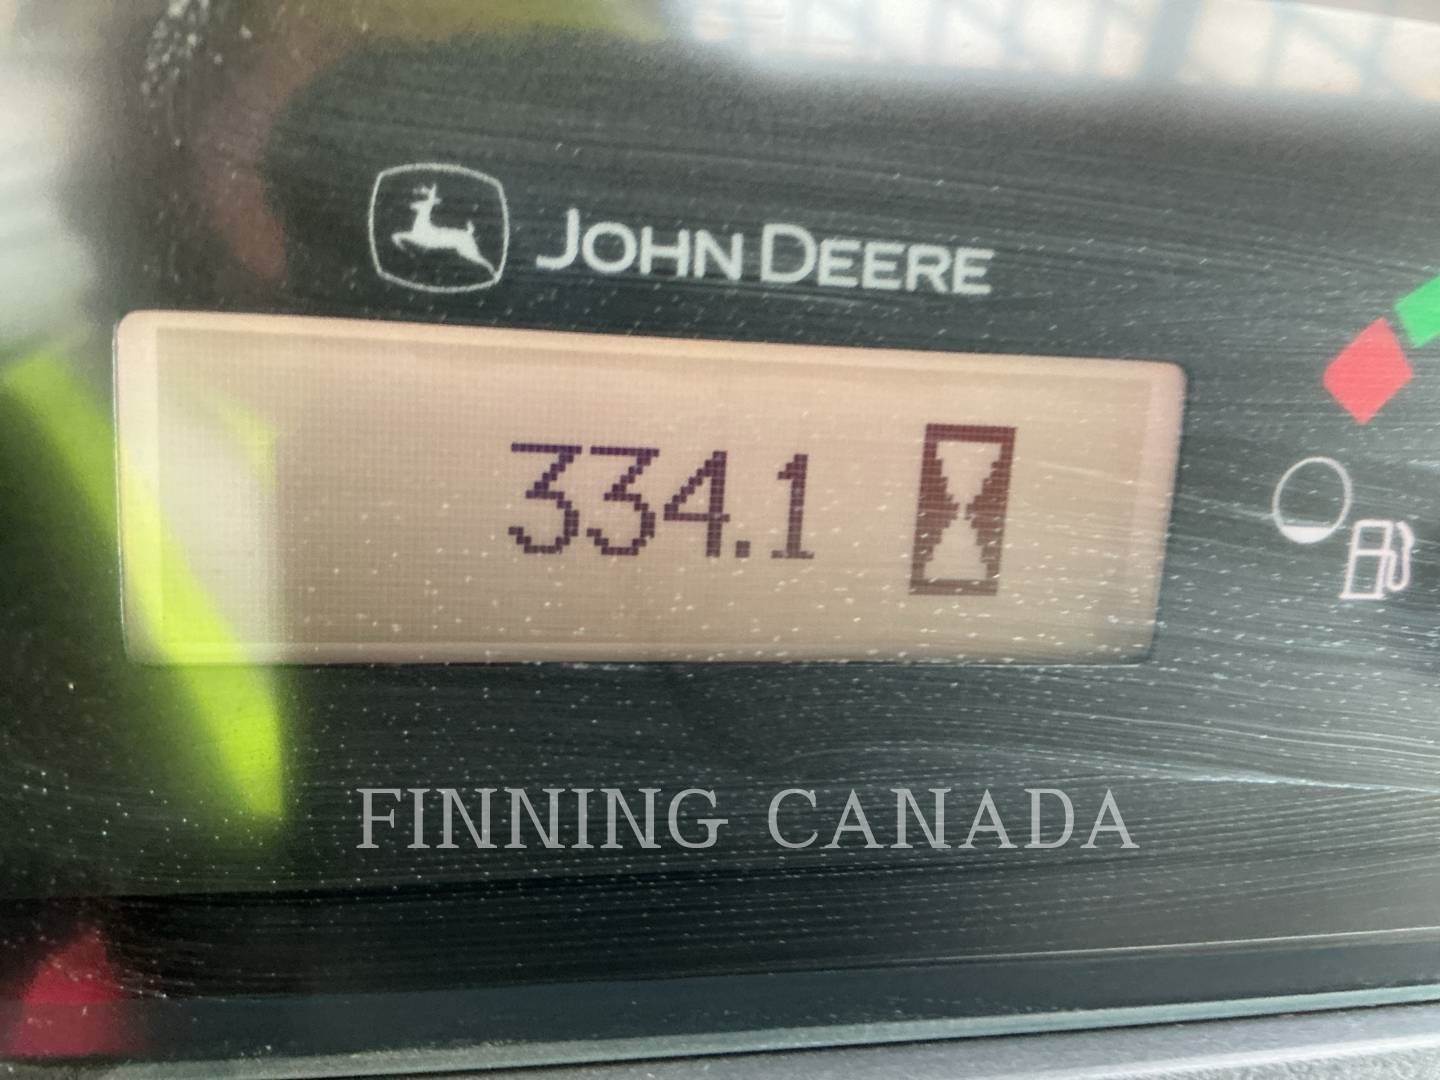 JOHN DEERE
334.1
FINNING CANADA